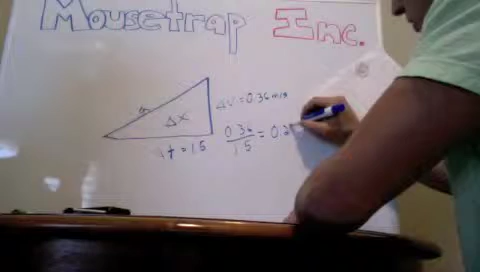 Mousetrap Inc.
ΔV = 0.36 m/s
Δx
Δt = 1.5
0.36
1.5
= 0.2